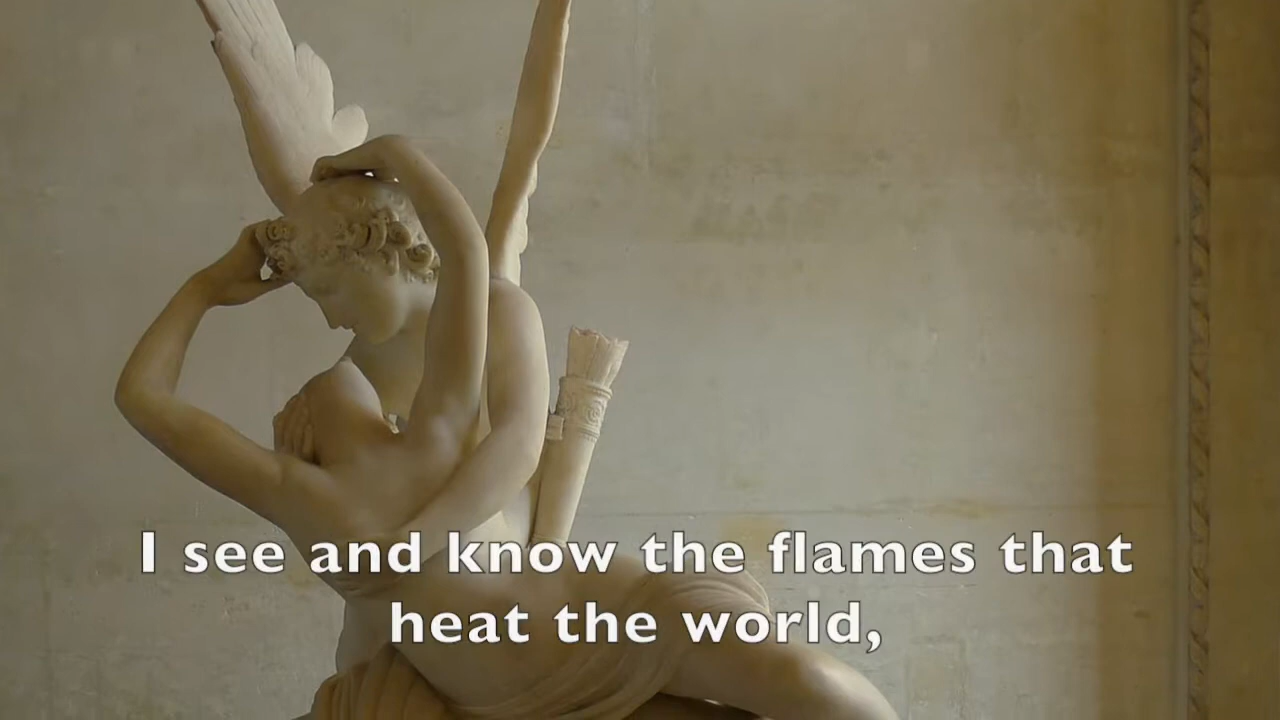 I see and know the flames that
heat the world,